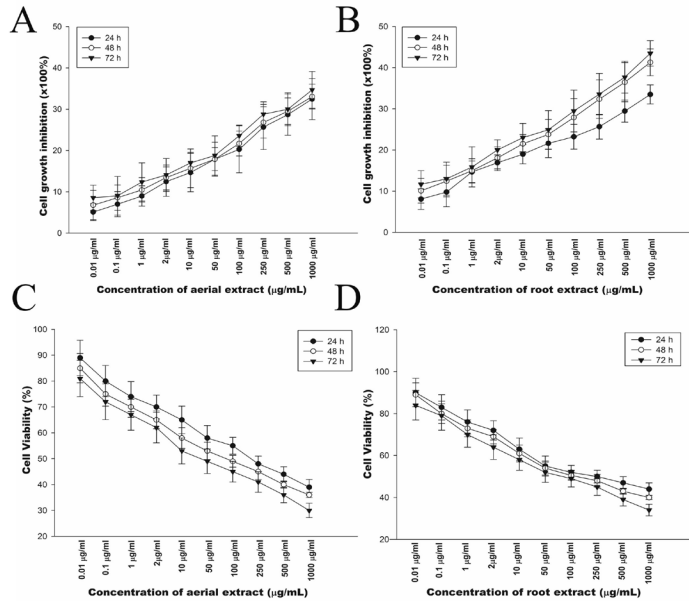 A
24 h
48 h
72 h
Cell growth inhibition (x100%)
50
40
30
20
10
0
0.01 µg/ml
0.1 µg/ml
1 µg/ml
2µg/ml
10 µg/ml
50 µg/ml
100 µg/ml
250 µg/ml
500 µg/ml
1000 µg/ml
Concentration of aerial extract (µg/mL)
B
24 h
48 h
72 h
Cell growth inhibition (x100%)
50
40
30
20
10
0
0.01 µg/ml
0.1 µg/ml
1 µg/ml
2µg/ml
10 µg/ml
50 µg/ml
100 µg/ml
250 µg/ml
500 µg/ml
1000 µg/ml
Concentration of root extract (µg/mL)
C
24 h
48 h
72 h
Cell Viability (%)
100
90
80
70
60
50
40
30
20
0.01 µg/ml
0.1 µg/ml
1 µg/ml
2µg/ml
10 µg/ml
50 µg/ml
100 µg/ml
250 µg/ml
500 µg/ml
1000 µg/ml
Concentration of aerial extract (µg/mL)
D
24 h
48 h
72 h
Cell Viability (%)
120
100
80
60
40
20
0.01 µg/ml
0.1 µg/ml
1 µg/ml
2µg/ml
10 µg/ml
50 µg/ml
100 µg/ml
250 µg/ml
500 µg/ml
1000 µg/ml
Concentration of root extract (µg/mL)